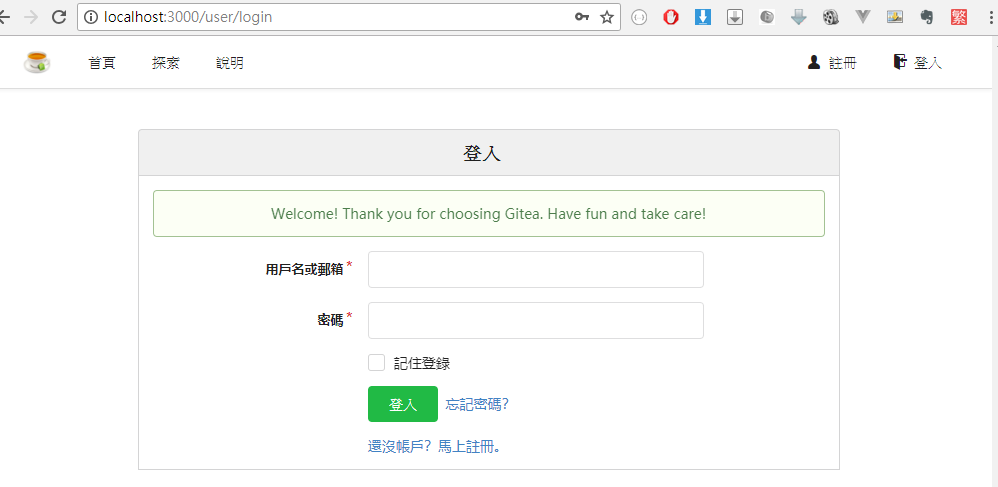 localhost:3000/user/login
繁
首頁 探索 說明 註冊 登入
登入
Welcome! Thank you for choosing Gitea. Have fun and take care!
用戶名或郵箱 *
密碼 *
記住登錄
登入 忘記密碼?
還沒帳戶? 馬上註冊。